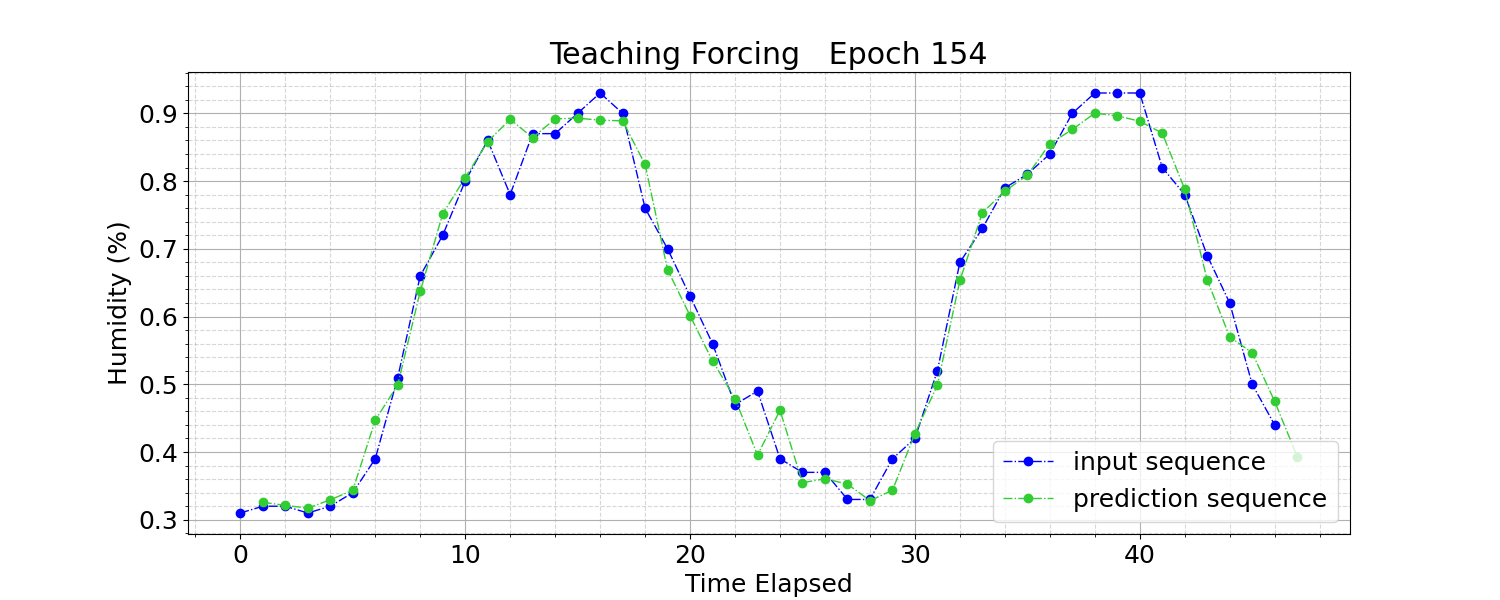 Teaching Forcing   Epoch 154
Humidity (%)
0.9
0.8
0.7
0.6
0.5
0.4
0.3
input sequence
prediction sequence
0 10 20 30 40
Time Elapsed